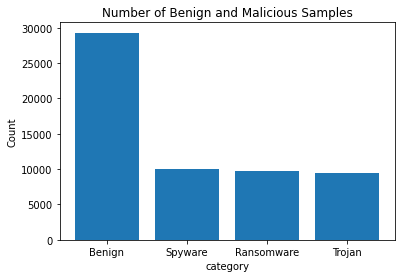 Number of Benign and Malicious Samples
30000
25000
20000
15000
10000
5000
0
Count
Benign Spyware Ransomware Trojan
category